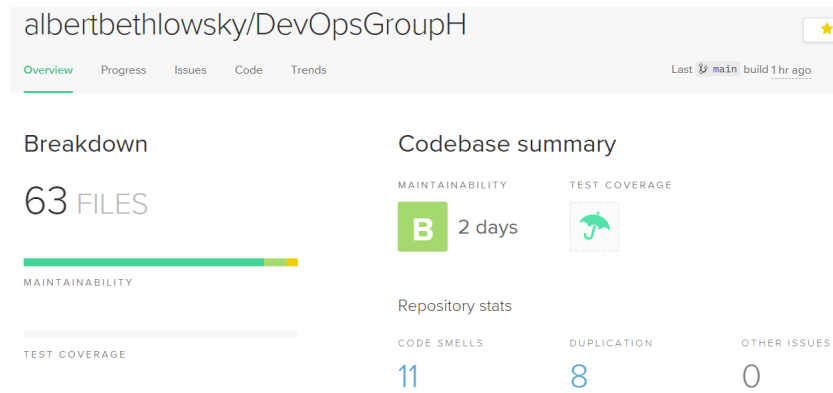 albertbethlowsky/DevOpsGroupH
Overview Progress Issues Code Trends
Last main build 1 hr ago
Breakdown
63 FILES
MAINTAINABILITY
TEST COVERAGE
Codebase summary
MAINTAINABILITY TEST COVERAGE
B 2 days
Repository stats
CODE SMELLS DUPLICATION OTHER ISSUES
11 8 0